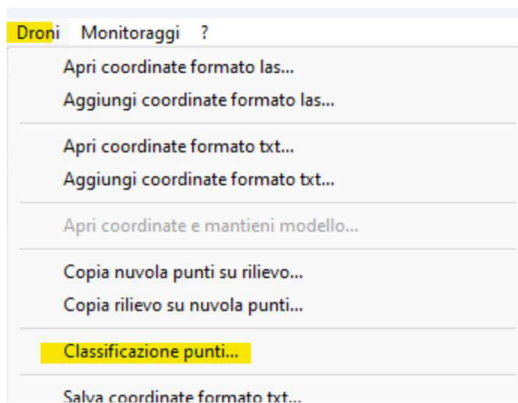 Droni Monitoraggi ?
Apri coordinate formato las...
Aggiungi coordinate formato las...
Apri coordinate formato txt...
Aggiungi coordinate formato txt...
Apri coordinate e mantieni modello...
Copia nuvola punti su rilievo...
Copia rilievo su nuvola punti...
Classificazione punti...
Salva coordinate formato txt...